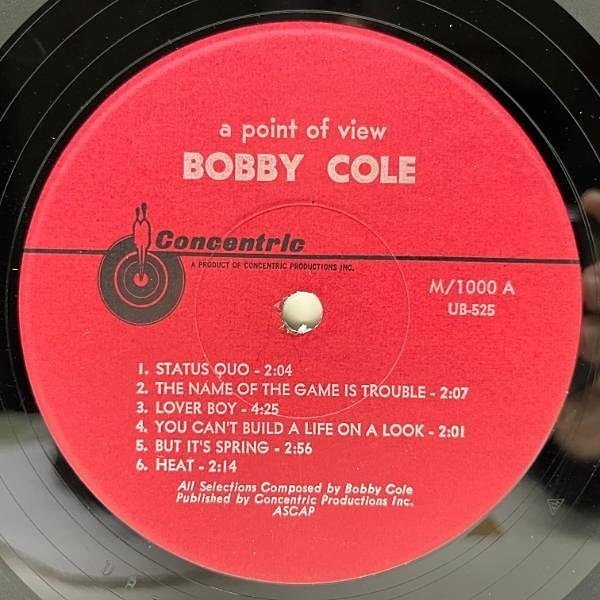 a point of view
BOBBY COLE
Concentric
A PRODUCT OF CONCENTRIC PRODUCTIONS INC.
M/1000 A
UB-525
1. STATUS QUO - 2:04
2. THE NAME OF THE GAME IS TROUBLE - 2:07
3. LOVER BOY - 4:25
4. YOU CAN'T BUILD A LIFE ON A LOOK - 2:01
5. BUT IT'S SPRING - 2:56
6. HEAT - 2:14
All Selections Composed by Bobby Cole
Published by Concentric Productions Inc.
ASCAP